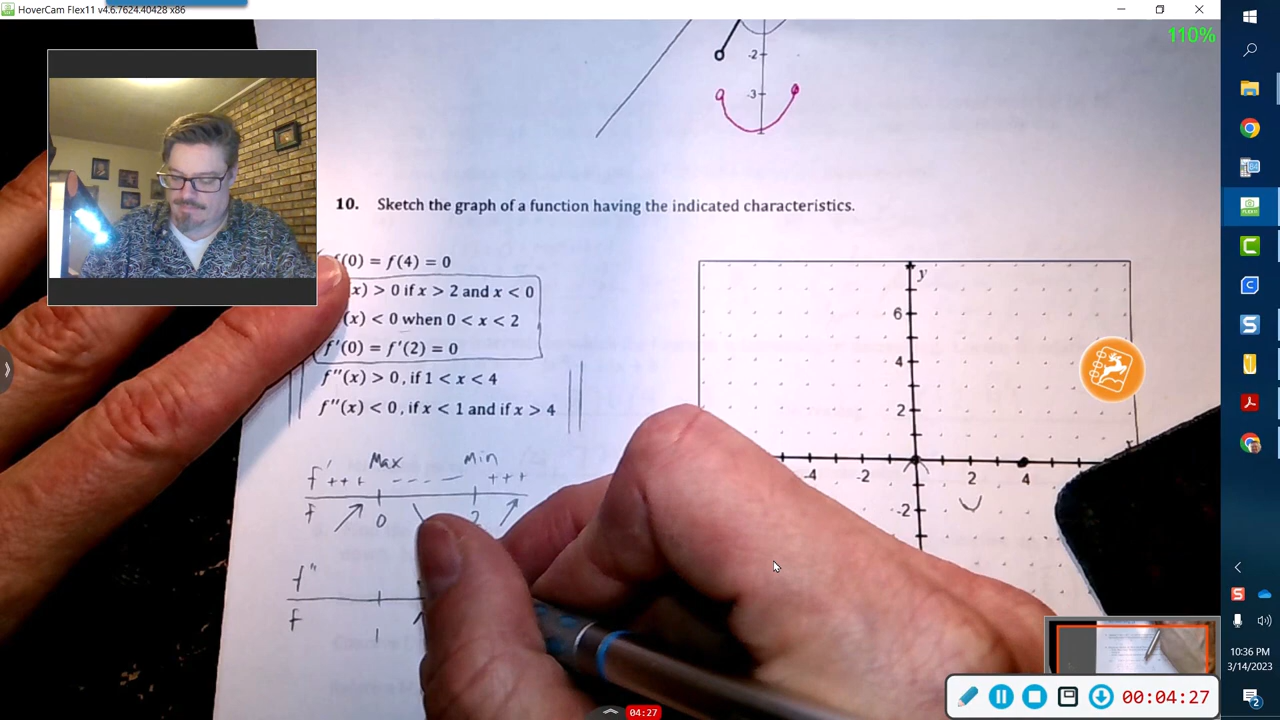 HoverCam Flex11 v4.6.7624.40428 x86
110%
-2
-3
10. Sketch the graph of a function having the indicated characteristics.
f(0) = f(4) = 0
x) > 0 if x > 2 and x < 0
(x) < 0 when 0 < x < 2
f'(0) = f'(2) = 0
f''(x) > 0, if 1 < x < 4
f''(x) < 0, if x < 1 and if x > 4
Max Min
f' +++ ---- +++
f 0 2
f''
f
1
y
6
4
2
-4 -2 2 4
-2
x
10:36 PM
3/14/2023
2
00:04:27
04:27